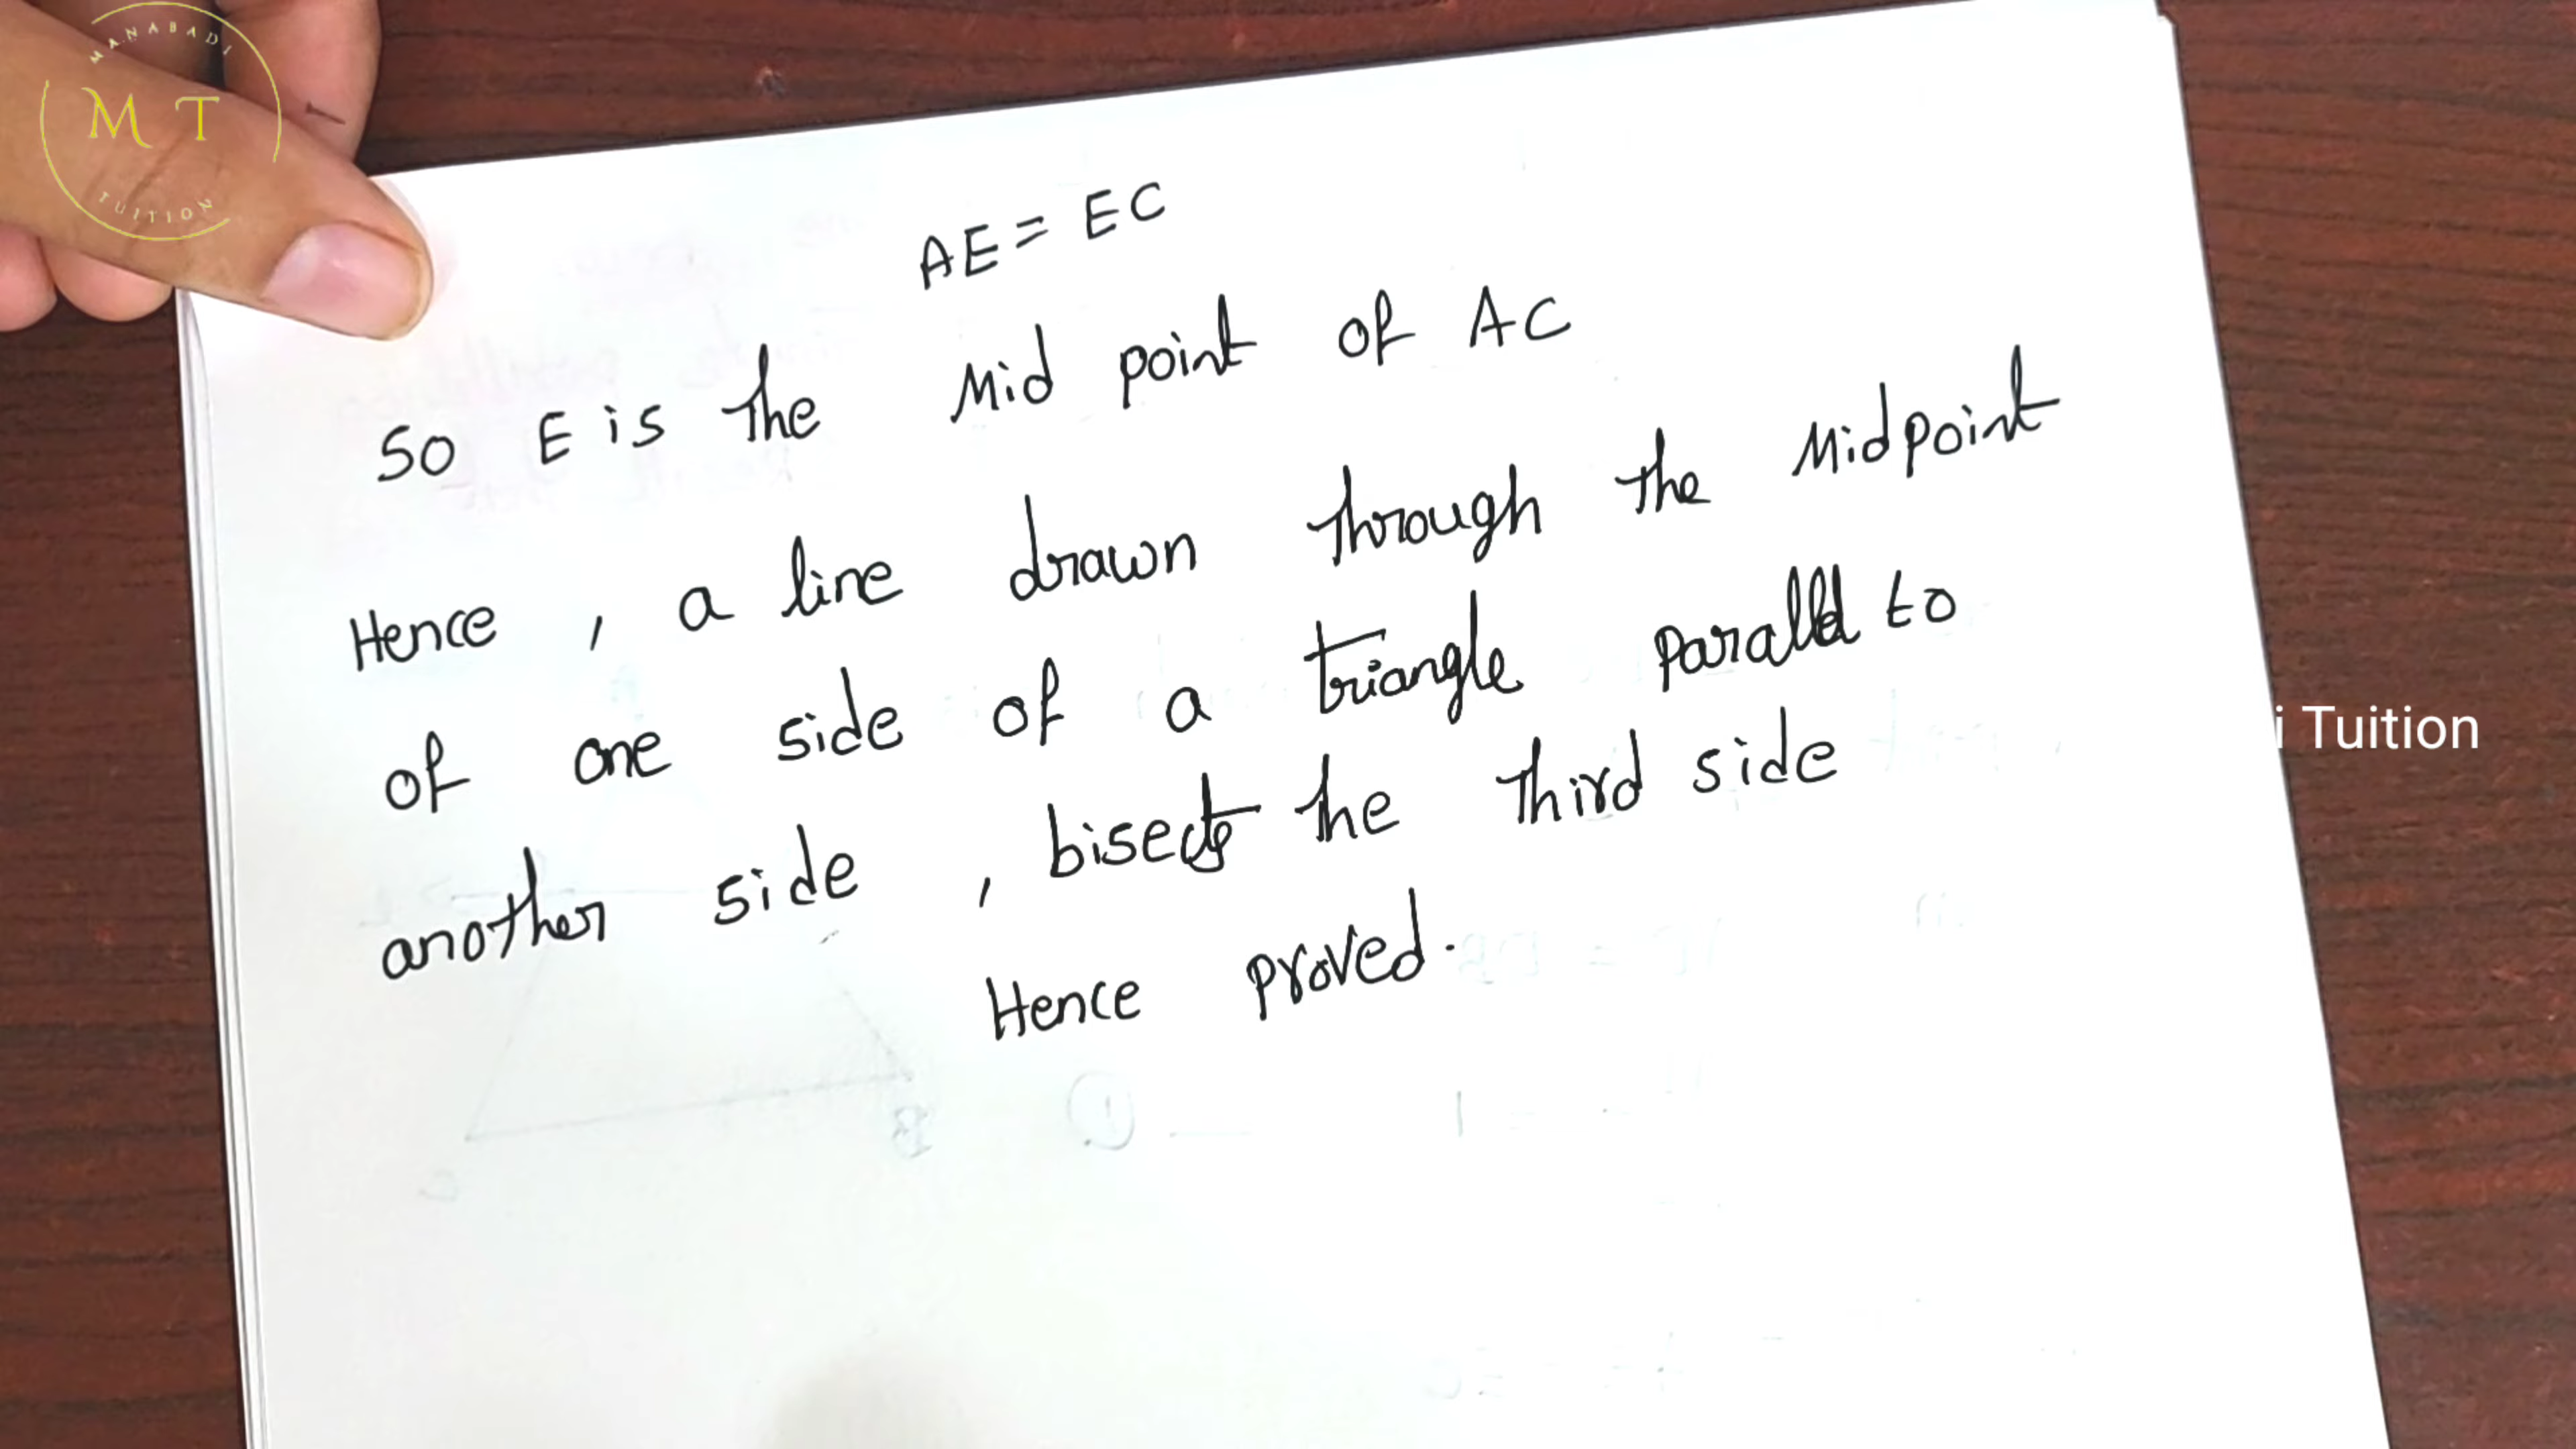 MANABADI
M T
TUITION
AE = EC
So E is the Mid point of AC
Hence , a line drawn through the Midpoint
of one side of a triangle parallel to
another side , bisects the third side
Hence proved.
i Tuition